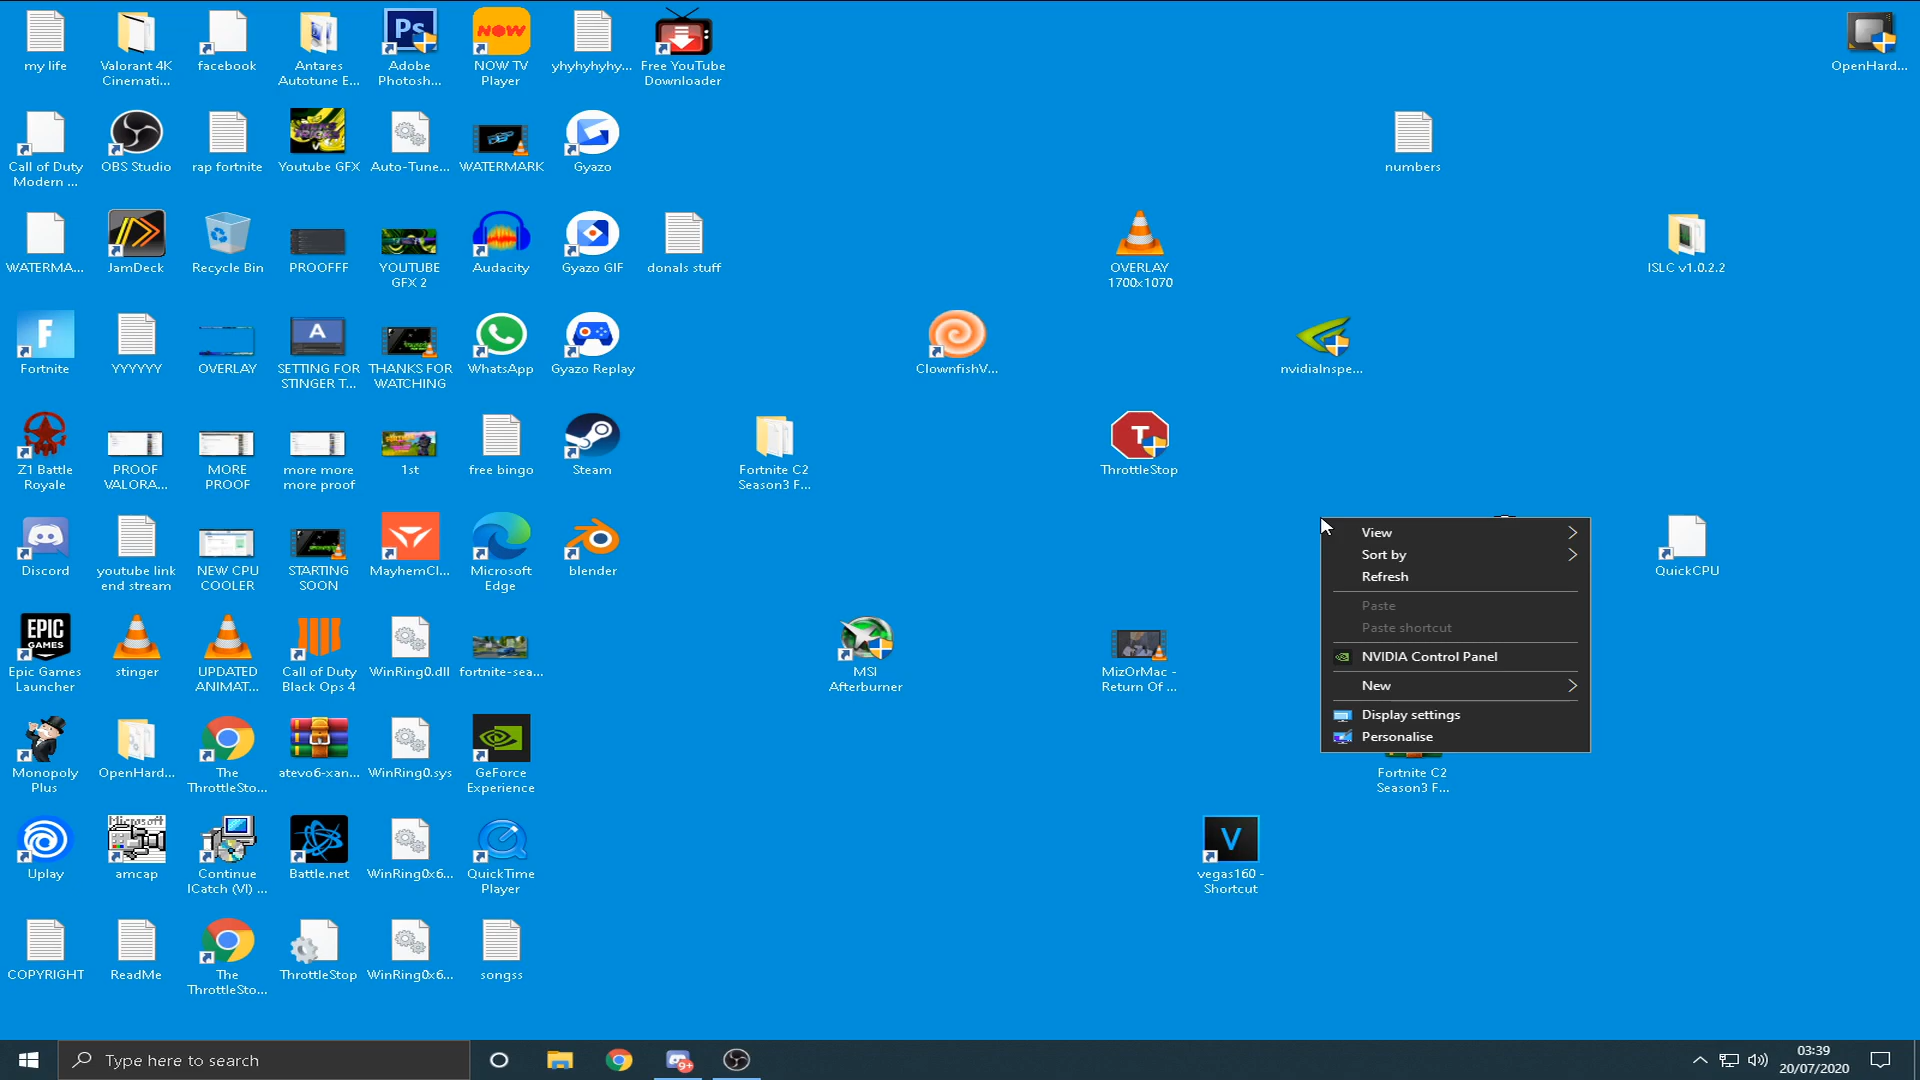 my life
Valorant 4K
Cinemati...
facebook
Antares
Autotune E...
Ps
Adobe
Photosh...
NOW
NOW TV
Player
yhyhyhyhy...
Free YouTube
Downloader
OpenHard...
Call of Duty
Modern ...
OBS Studio
rap fortnite
Youtube GFX
Auto-Tune...
WATERMARK
Gyazo
numbers
WATERMA...
JamDeck
Recycle Bin
PROOFFF
YOUTUBE
GFX 2
Audacity
Gyazo GIF
donals stuff
OVERLAY
1700x1070
ISLC v1.0.2.2
F
Fortnite
YYYYYY
OVERLAY
A
SETTING FOR
STINGER T...
THANKS FOR
WATCHING
WhatsApp
Gyazo Replay
ClownfishV...
nvidiaInspe...
Z1 Battle
Royale
PROOF
VALORA...
MORE
PROOF
more more
more proof
1st
free bingo
Steam
Fortnite C2
Season3 F...
T
ThrottleStop
Discord
youtube link
end stream
NEW CPU
COOLER
STARTING
SOON
MayhemCl...
Microsoft
Edge
blender
QuickCPU
View
Sort by
Refresh
Paste
Paste shortcut
NVIDIA Control Panel
New
Display settings
Personalise
EPIC
GAMES
Epic Games
Launcher
stinger
UPDATED
ANIMAT...
Call of Duty
Black Ops 4
WinRing0.dll
fortnite-sea...
MSI
Afterburner
MizOrMac -
Return Of ...
Monopoly
Plus
OpenHard...
The
ThrottleSto...
atevo6-xan...
WinRing0.sys
GeForce
Experience
Fortnite C2
Season3 F...
Uplay
Microsoft
amcap
Continue
ICatch (VI) ...
Battle.net
WinRing0x6...
QuickTime
Player
V
vegas160 -
Shortcut
COPYRIGHT
ReadMe
The
ThrottleSto...
ThrottleStop
WinRing0x6...
songss
Type here to search
9+
03:39
20/07/2020